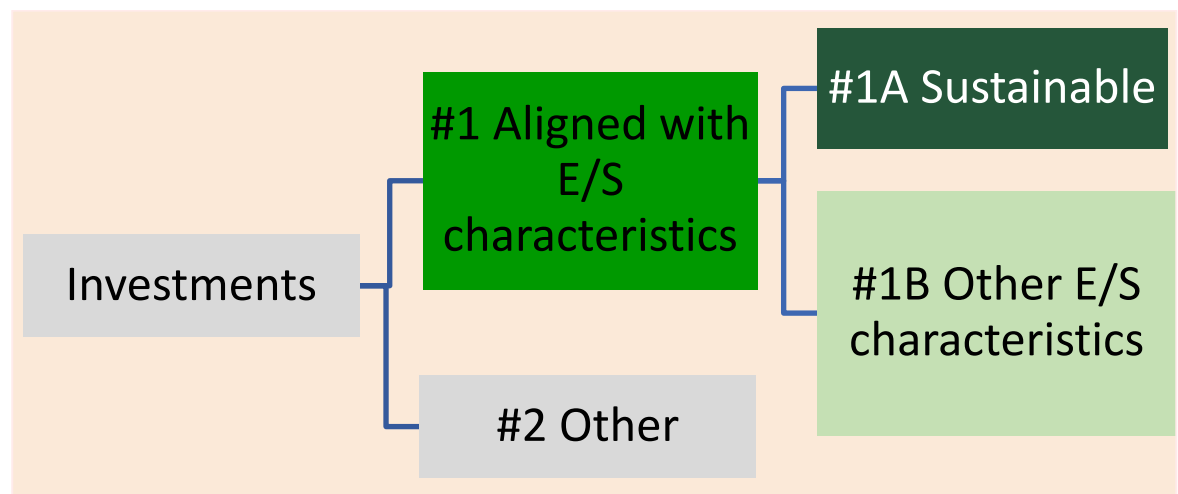 Investments
#1 Aligned with
E/S
characteristics
#2 Other
#1A Sustainable
#1B Other E/S
characteristics